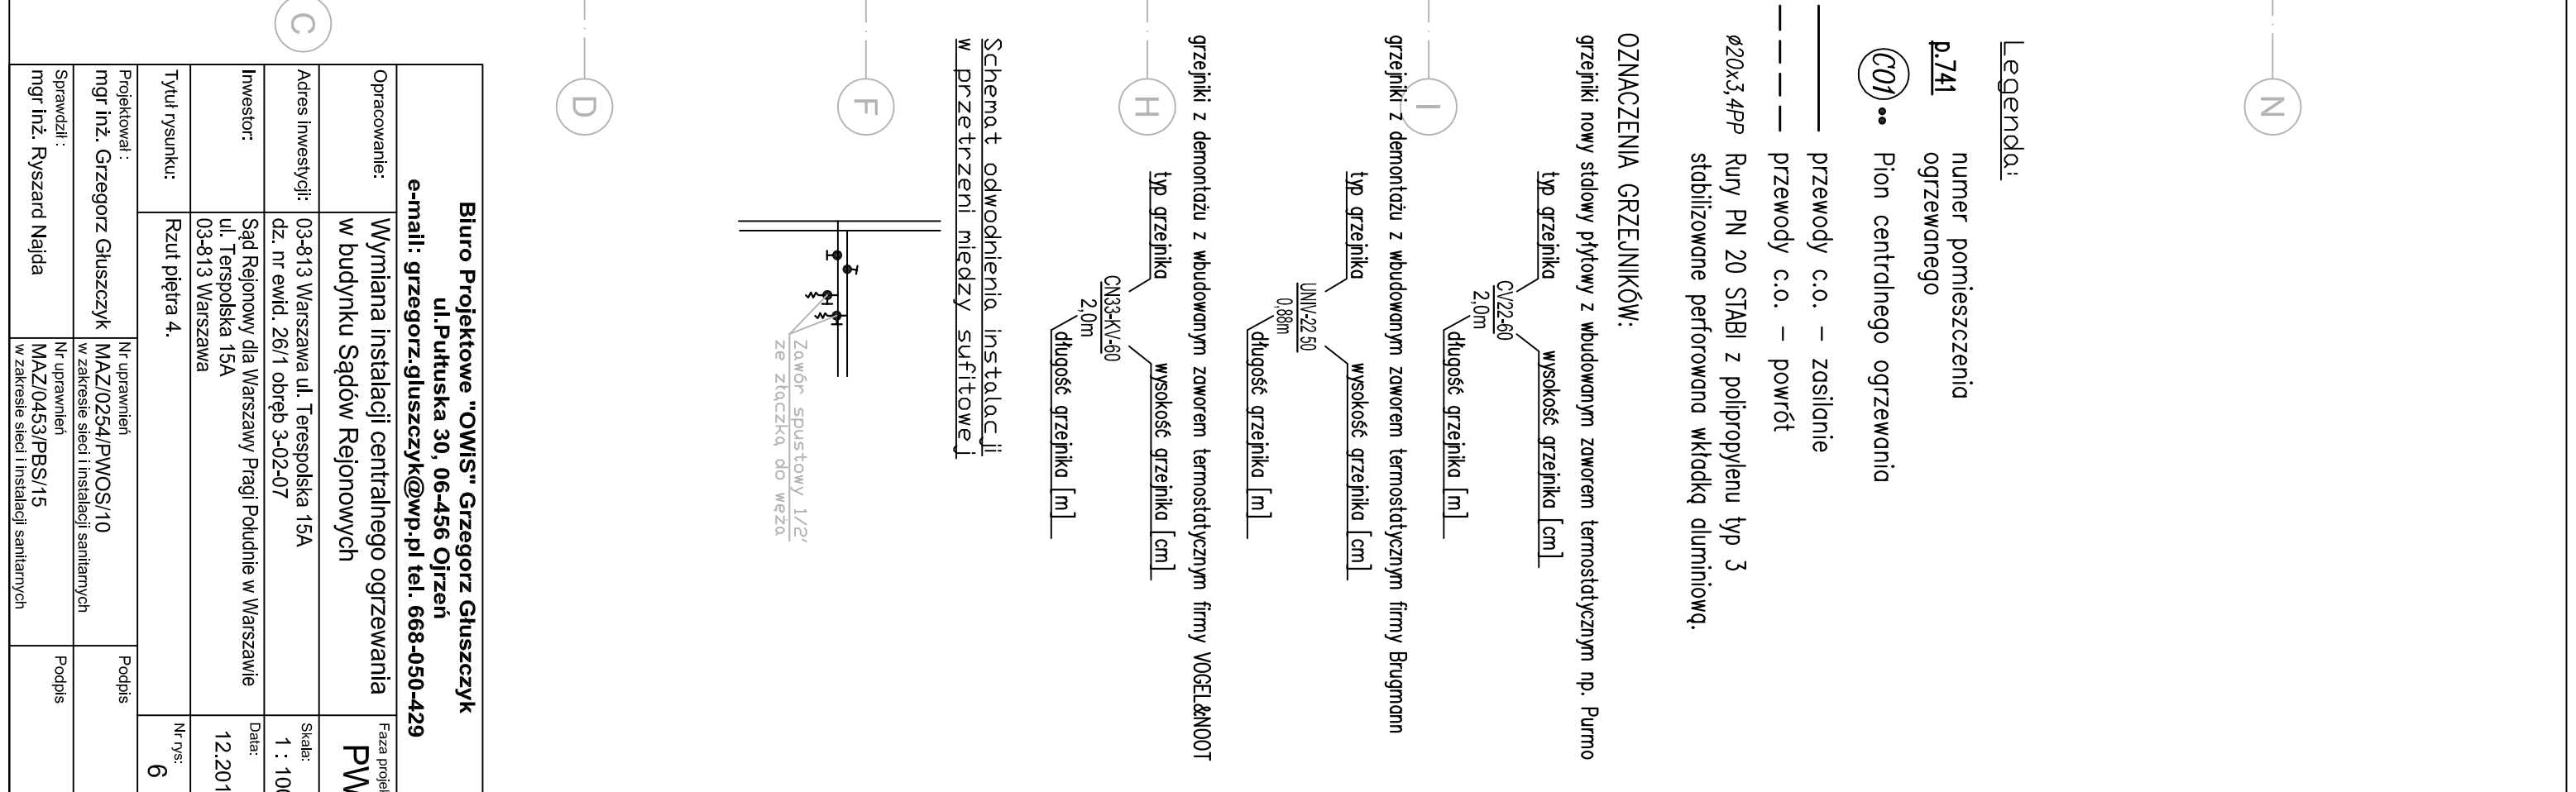 N
Legenda:
p.741
numer pomieszczenia
ogrzewanego
C01
Pion centralnego ogrzewania
przewody c.o. – zasilanie
przewody c.o. – powrót
ø20x3,4PP
Rury PN 20 STABI z polipropylenu typ 3
stabilizowane perforowana wkładką aluminiową.
OZNACZENIA GRZEJNIKÓW:
grzejniki nowy stalowy płytowy z wbudowanym zaworem termostatycznym np. Purmo
typ grzejnika
wysokość grzejnika [cm]
CV22-60
2,0m
długość grzejnika [m]
I
grzejniki z demontażu z wbudowanym zaworem termostatycznym firmy Brugmann
typ grzejnika
wysokość grzejnika [cm]
UNIV-22 50
0,88m
długość grzejnika [m]
grzejniki z demontażu z wbudowanym zaworem termostatycznym firmy VOGEL&NOOT
H
typ grzejnika
wysokość grzejnika [cm]
CN33-KV-60
2,0m
długość grzejnika [m]
Schemat odwodnienia instalacji
w przetrzeni między sufitowej
F
Zawór spustowy 1/2'
ze złączką do węża
D
C
Biuro Projektowe "OWiS" Grzegorz Głuszczyk
ul.Pułtuska 30, 06-456 Ojrzeń
e-mail: grzegorz.gluszczyk@wp.pl tel. 668-050-429
Opracowanie:
Wymiana instalacji centralnego ogrzewania
w budynku Sądów Rejonowych
Faza projek
PW
Adres inwestycji:
03-813 Warszawa ul. Terespolska 15A
dz. nr ewid. 26/1 obręb 3-02-07
Skala:
1 : 100
Inwestor:
Sąd Rejonowy dla Warszawy Pragi Południe w Warszawie
ul. Terspolska 15A
03-813 Warszawa
Data:
12.201
Tytuł rysunku:
Rzut piętra 4.
Nr rys:
6
Projektował :
mgr inż. Grzegorz Głuszczyk
Nr uprawnień
MAZ/0254/PWOS/10
w zakresie sieci i instalacji sanitarnych
Podpis
Sprawdził :
mgr inż. Ryszard Najda
Nr uprawnień
MAZ/0453/PBS/15
w zakresie sieci i instalacji sanitarnych
Podpis